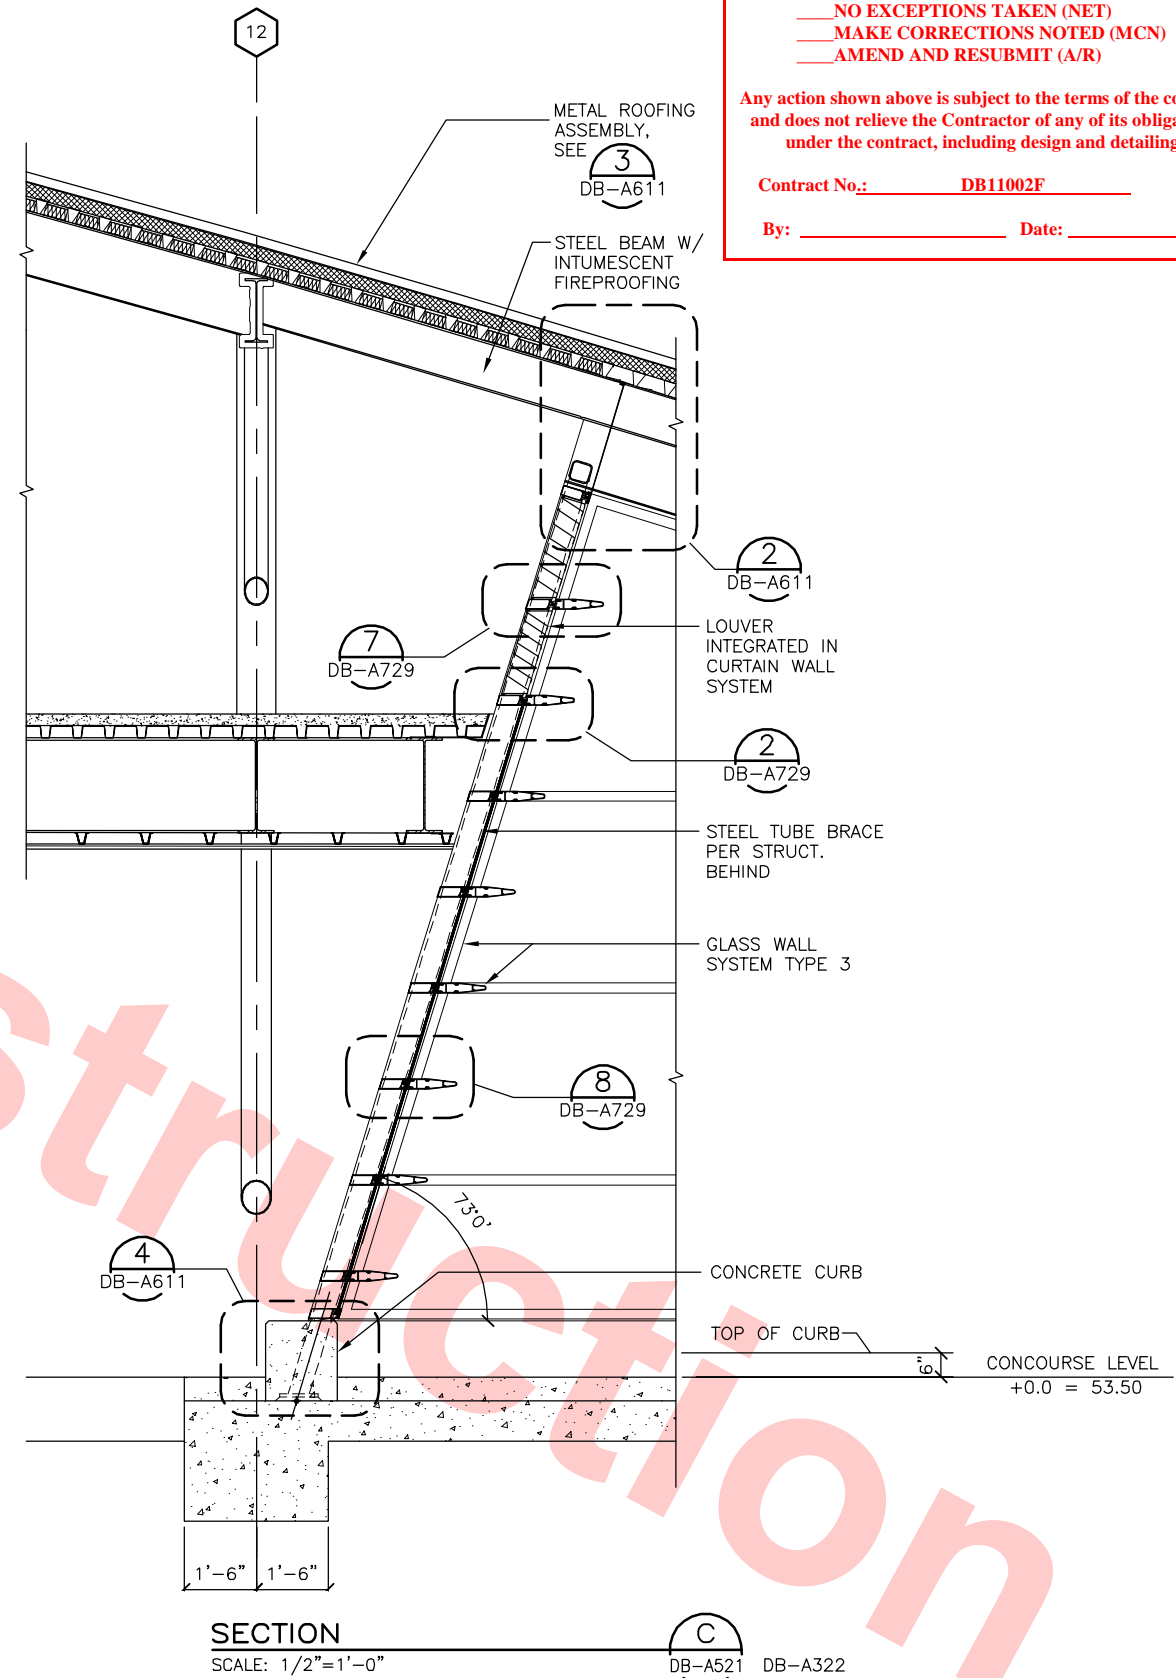 12
____NO EXCEPTIONS TAKEN (NET)
____MAKE CORRECTIONS NOTED (MCN)
____AMEND AND RESUBMIT (A/R)
Any action shown above is subject to the terms of the co
and does not relieve the Contractor of any of its obliga
under the contract, including design and detailing
Contract No.: DB11002F
By: Date:
METAL ROOFING
ASSEMBLY,
SEE
3
DB-A611
STEEL BEAM W/
INTUMESCENT
FIREPROOFING
2
DB-A611
7
DB-A729
LOUVER
INTEGRATED IN
CURTAIN WALL
SYSTEM
2
DB-A729
STEEL TUBE BRACE
PER STRUCT.
BEHIND
GLASS WALL
SYSTEM TYPE 3
8
DB-A729
73°0'
4
DB-A611
CONCRETE CURB
TOP OF CURB
6"
CONCOURSE LEVEL
+0.0 = 53.50
1'-6" 1'-6"
SECTION
SCALE: 1/2"=1'-0"
C
DB-A521 DB-A322
struction